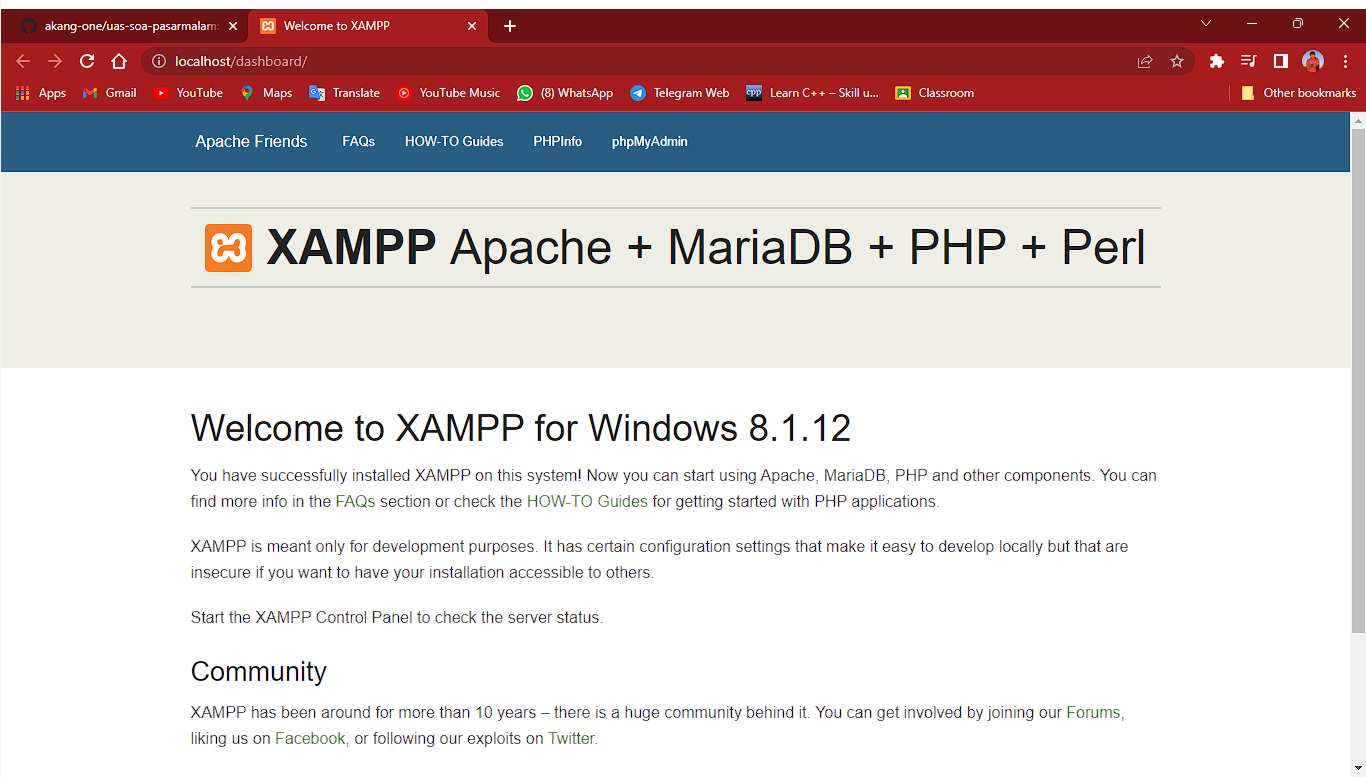 akang-one/uas-soa-pasarmalam:
Welcome to XAMPP
localhost/dashboard/
Apps Gmail YouTube Maps Translate YouTube Music (8) WhatsApp Telegram Web cpp Learn C++ – Skill u... Classroom Other bookmarks
Apache Friends FAQs HOW-TO Guides PHPInfo phpMyAdmin
XAMPP Apache + MariaDB + PHP + Perl
Welcome to XAMPP for Windows 8.1.12
You have successfully installed XAMPP on this system! Now you can start using Apache, MariaDB, PHP and other components. You can
find more info in the FAQs section or check the HOW-TO Guides for getting started with PHP applications.
XAMPP is meant only for development purposes. It has certain configuration settings that make it easy to develop locally but that are
insecure if you want to have your installation accessible to others.
Start the XAMPP Control Panel to check the server status.
Community
XAMPP has been around for more than 10 years – there is a huge community behind it. You can get involved by joining our Forums,
liking us on Facebook, or following our exploits on Twitter.